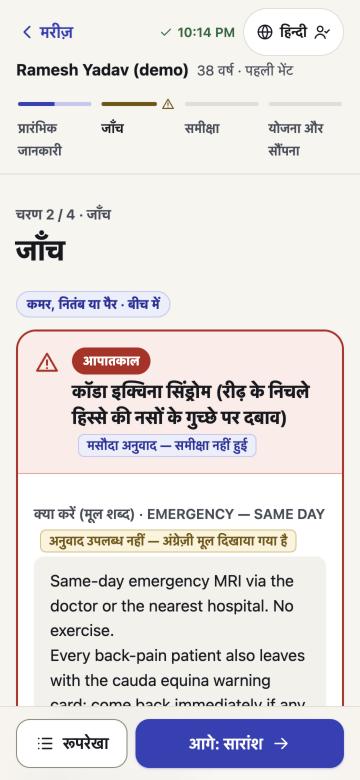 मरीज़
10:14 PM
हिन्दी
Ramesh Yadav (demo) 38 वर्ष · पहली भेंट
प्रारंभिक जानकारी
जाँच
समीक्षा
योजना और सौंपना
चरण 2 / 4 · जाँच
जाँच
कमर, नितंब या पैर · बीच में
आपातकाल
कॉडा इक्विना सिंड्रोम (रीढ़ के निचले
हिस्से की नसों के गुच्छे पर दबाव)
मसौदा अनुवाद — समीक्षा नहीं हुई
क्या करें (मूल शब्द) · EMERGENCY — SAME DAY
अनुवाद उपलब्ध नहीं — अंग्रेज़ी मूल दिखाया गया है
Same-day emergency MRI via the
doctor or the nearest hospital. No
exercise.
Every back-pain patient also leaves
with the cauda equina warning
card: come back immediately if any
रूपरेखा
आगे: सारांश